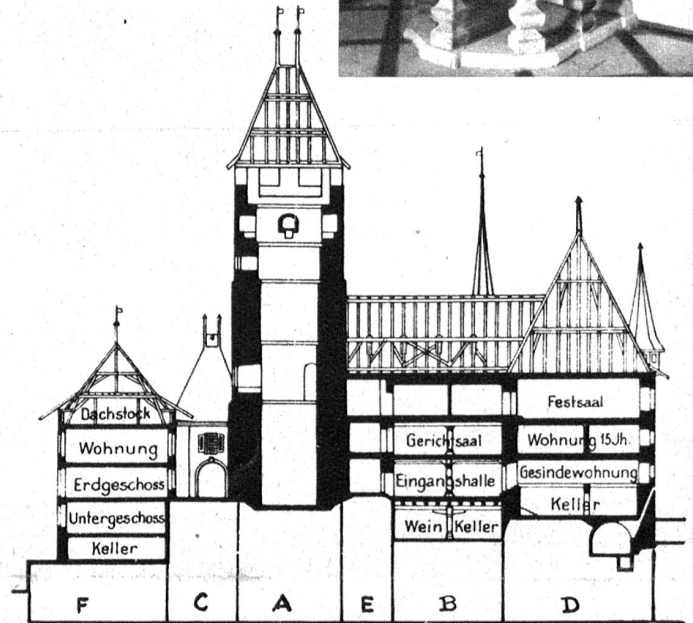 Dachstock
Wohnung
Erdgeschoss
Untergeschoss
Keller
Gerichtsaal
Eingangshalle
Wein Keller
Festsaal
Wohnung 15Jh.
Gesindewohnung
Keller
F C A E B D